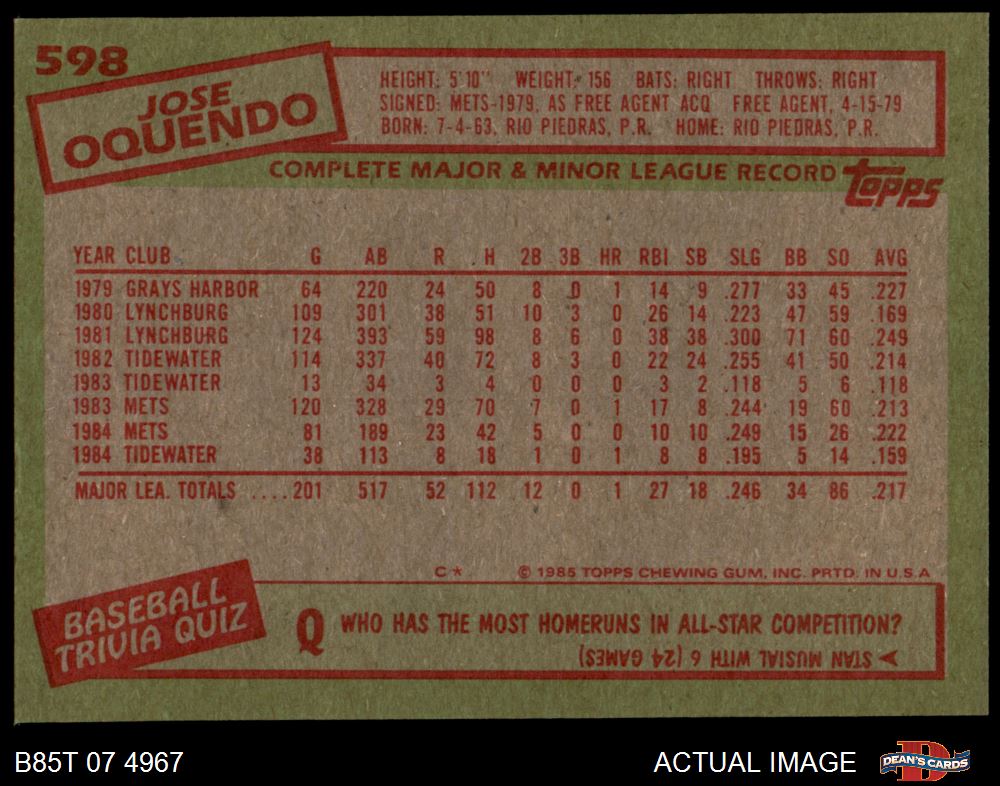 598
JOSE
OQUENDO
HEIGHT: 5'10" WEIGHT: 156 BATS: RIGHT THROWS: RIGHT
SIGNED: METS-1979, AS FREE AGENT ACQ FREE AGENT, 4-15-79
BORN: 7-4-63, RIO PIEDRAS, P.R. HOME: RIO PIEDRAS, P.R.
COMPLETE MAJOR & MINOR LEAGUE RECORD topps
YEAR CLUB G AB R H 2B 3B HR RBI SB SLG BB SO AVG
1979 GRAYS HARBOR 64 220 24 50 8 0 1 14 9 .277 33 45 .227
1980 LYNCHBURG 109 301 38 51 10 3 0 26 14 .223 47 59 .169
1981 LYNCHBURG 124 393 59 98 8 6 0 38 38 .300 71 60 .249
1982 TIDEWATER 114 337 40 72 8 3 0 22 24 .255 41 50 .214
1983 TIDEWATER 13 34 3 4 0 0 0 3 2 .118 5 6 .118
1983 METS 120 328 29 70 7 0 1 17 8 .244 19 60 .213
1984 METS 81 189 23 42 5 0 0 10 10 .249 15 26 .222
1984 TIDEWATER 38 113 8 18 1 0 1 8 8 .195 5 14 .159
MAJOR LEA. TOTALS ....201 517 52 112 12 0 1 27 18 .246 34 86 .217
C* © 1985 TOPPS CHEWING GUM, INC. PRTD. IN U.S.A
BASEBALL
TRIVIA QUIZ
Q WHO HAS THE MOST HOMERUNS IN ALL-STAR COMPETITION?
STAN MUSIAL WITH 6 (24 GAMES)
B85T 07 4967 ACTUAL IMAGE D DEAN'S CARDS